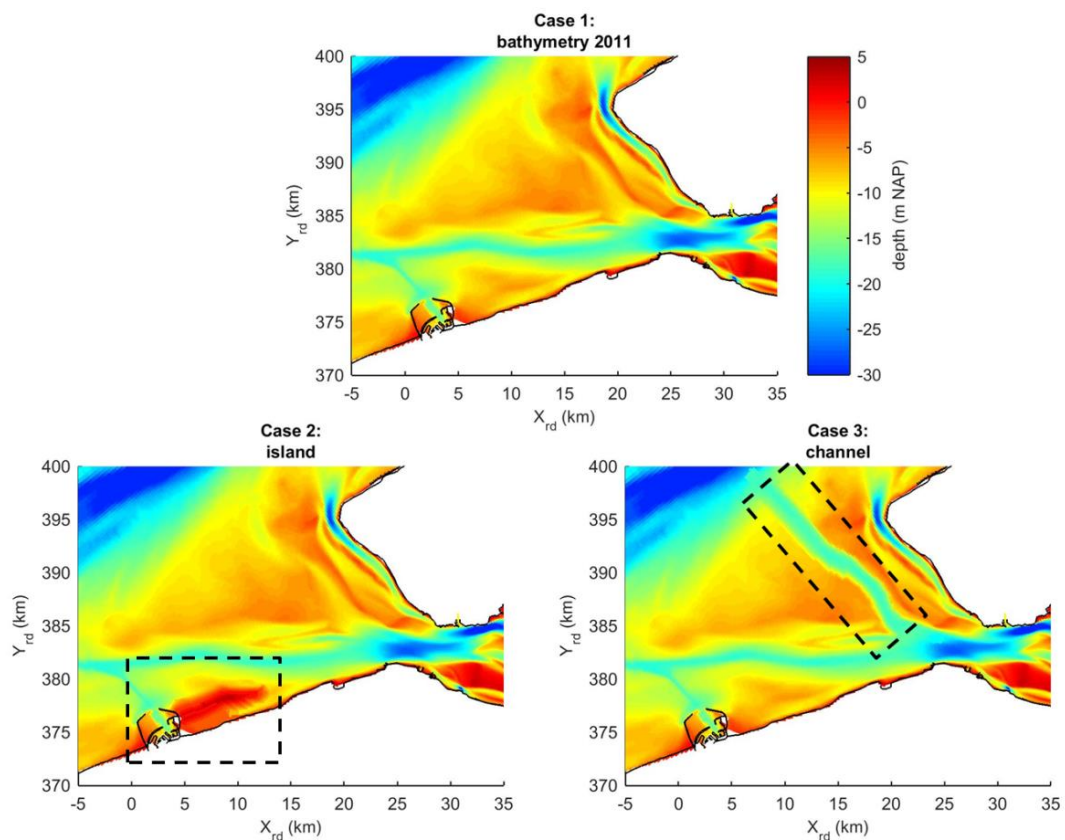 Case 1:
bathymetry 2011
400
395
390
385
380
375
370
Y_rd (km)
-5 0 5 10 15 20 25 30 35
X_rd (km)
5
0
-5
-10
-15
-20
-25
-30
depth (m NAP)
Case 2:
island
400
395
390
385
380
375
370
Y_rd (km)
-5 0 5 10 15 20 25 30 35
X_rd (km)
Case 3:
channel
400
395
390
385
380
375
370
Y_rd (km)
-5 0 5 10 15 20 25 30 35
X_rd (km)